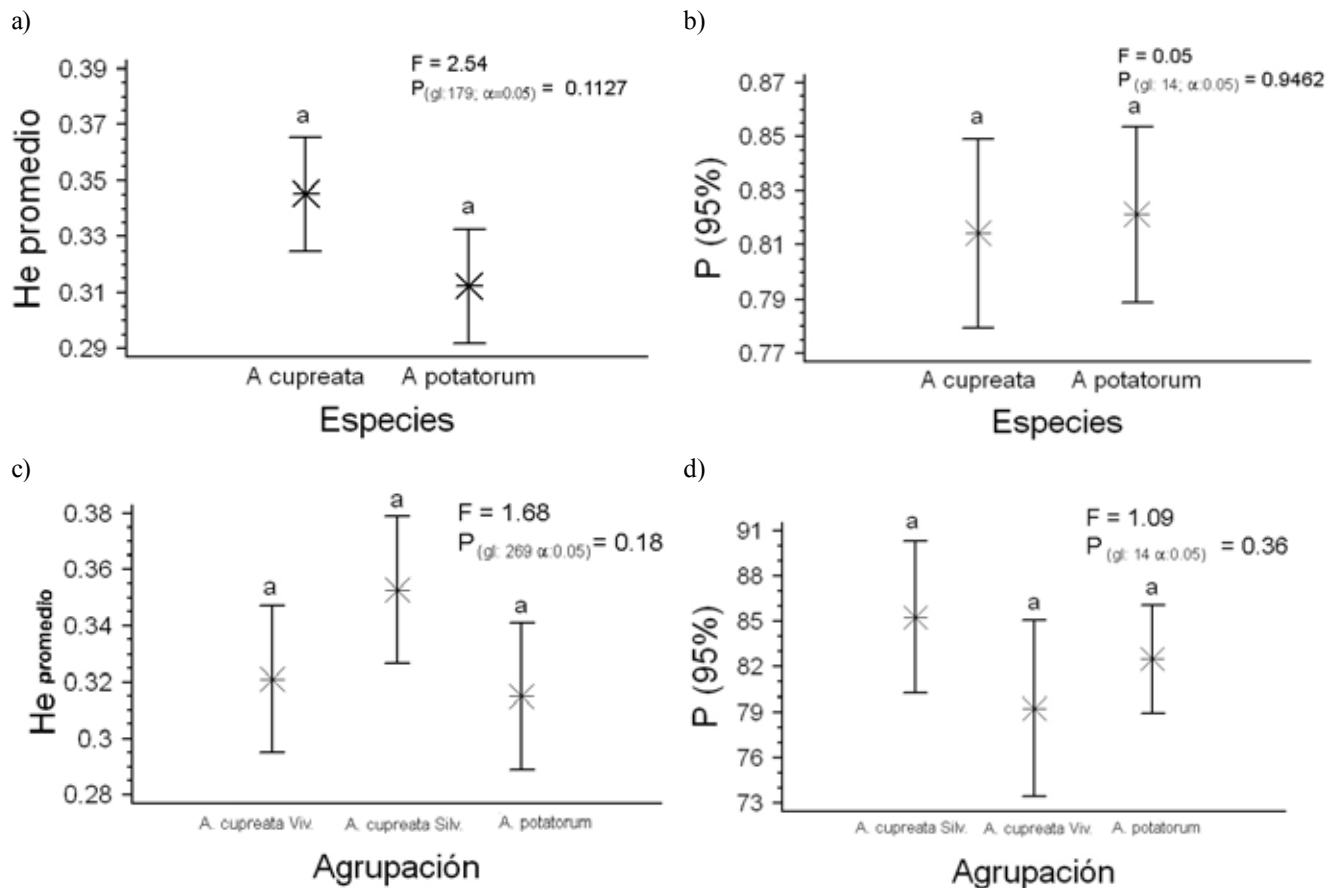 a)
F = 2.54
P(gl:179; α=0.05) = 0.1127
He promedio
0.39
0.37
0.35
0.33
0.31
0.29
a
a
A cupreata
A potatorum
Especies
b)
F = 0.05
P(gl: 14; α:0.05) = 0.9462
P (95%)
0.87
0.85
0.83
0.81
0.79
0.77
a
a
A cupreata
A potatorum
Especies
c)
F = 1.68
P (gl: 269 α:0.05) = 0.18
He promedio
0.38
0.36
0.34
0.32
0.3
0.28
a
a
a
A. cupreata Viv.
A. cupreata Silv.
A. potatorum
Agrupación
d)
F = 1.09
P (gl: 14 α:0.05) = 0.36
P (95%)
91
88
85
82
79
76
73
a
a
a
A. cupreata Silv.
A. cupreata Viv.
A. potatorum
Agrupación